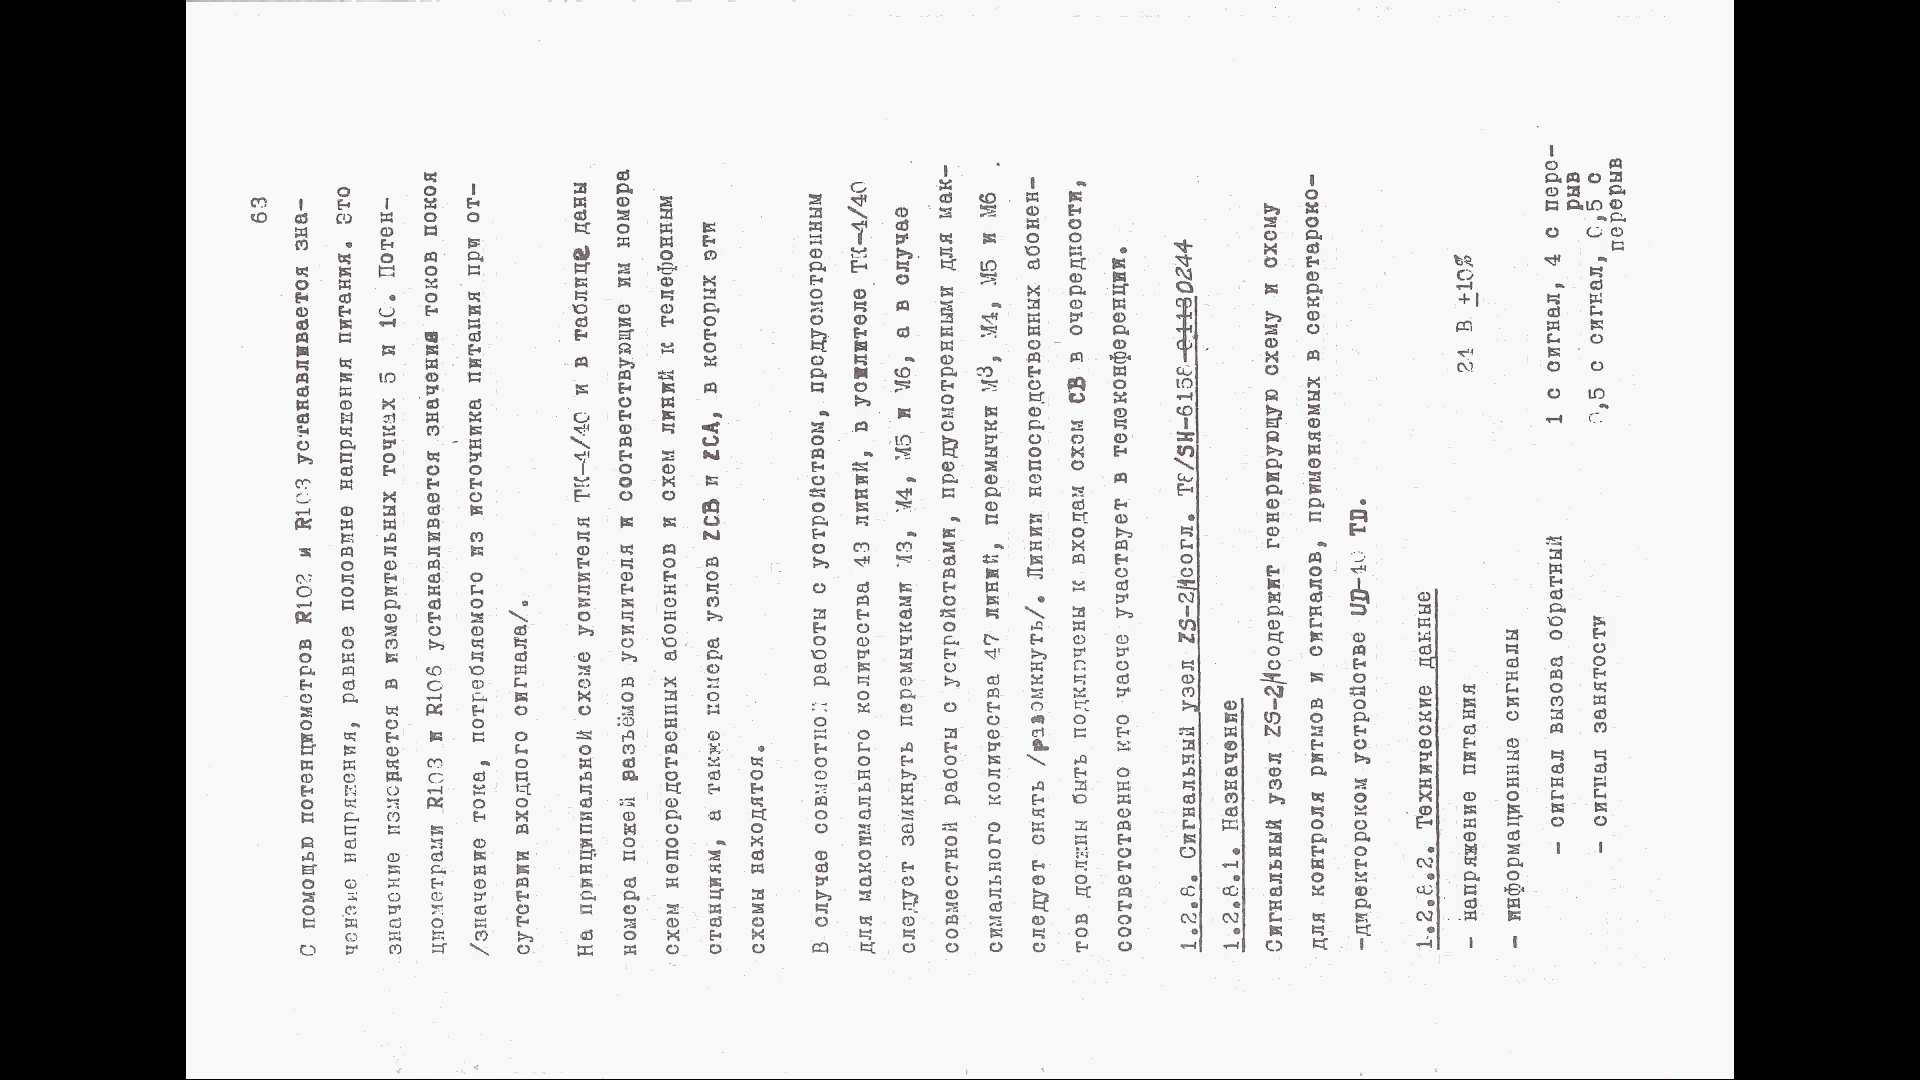 63
С помощью потенциометров R102 и R103 устанавливается зна-
чение напряжения, равное половине напряжения питания. Это
значение измеряется в измерительных точках 5 и 10. Потен-
циометрами R103 и R106 устанавливается значения токов покоя
/значение тока, потребляемого из источника питания при от-
сутствии входного сигнала/.
На принципиальной схеме усилителя ТК-4/40 и в таблице даны
номера ножей разъёмов усилителя и соответствующие им номера
схем непосредственных абонентов и схем линий к телефонным
станциям, а также номера узлов ZCB и ZCA, в которых эти
схемы находятся.
В случае совместной работы с устройством, предусмотренным
для максимального количества 43 линий, в усилителе ТК-4/40
следует замкнуть перемычками М3, М4, М5 и М6, а в случае
совместной работы с устройствами, предусмотренными для мак-
симального количества 47 линий, перемычки М3, М4, М5 и М6
следует снять /разомкнуть/. Линии непосредственных абонен-
тов должны быть подключены к входам схем СВ в очередности,
соответственно кто часче участвует в телеконференции.
1.2.8. Сигнальный узел ZS-2/1согл. Т6/SH-6158-0244
1.2.8.1. Назначение
Сигнальный узел ZS-2/1содержит генерирующую схему и схему
для контроля ритмов и сигналов, применяемых в секретарско-
-директорском устройстве UD-40 TD.
1.2.8.2. Технические данные
- напряжение питания 24 В ±10%
- информационные сигналы
- сигнал вызова обратный 1 с сигнал, 4 с пере-
рыв
- сигнал занятости 0,5 с сигнал, 0,5 с
перерыв